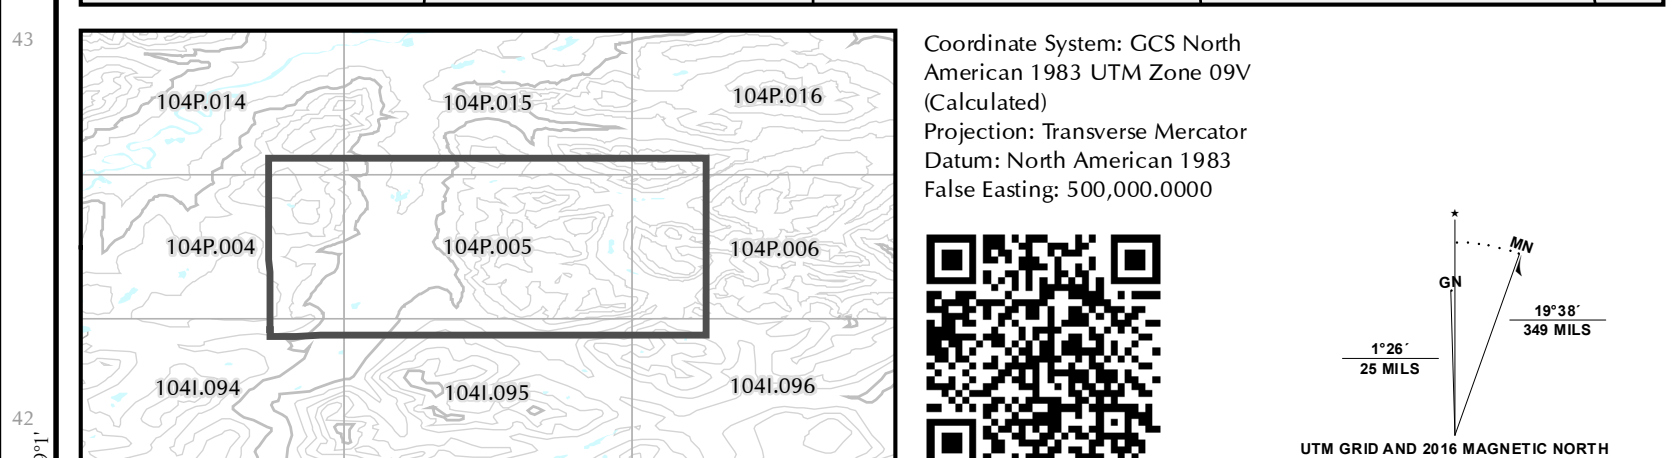 43
104P.014
104P.015
104P.016
104P.004
104P.005
104P.006
104I.094
104I.095
104I.096
42
9°1'
Coordinate System: GCS North
American 1983 UTM Zone 09V
(Calculated)
Projection: Transverse Mercator
Datum: North American 1983
False Easting: 500,000.0000
MN
GN
19°38´
349 MILS
1°26´
25 MILS
UTM GRID AND 2016 MAGNETIC NORTH